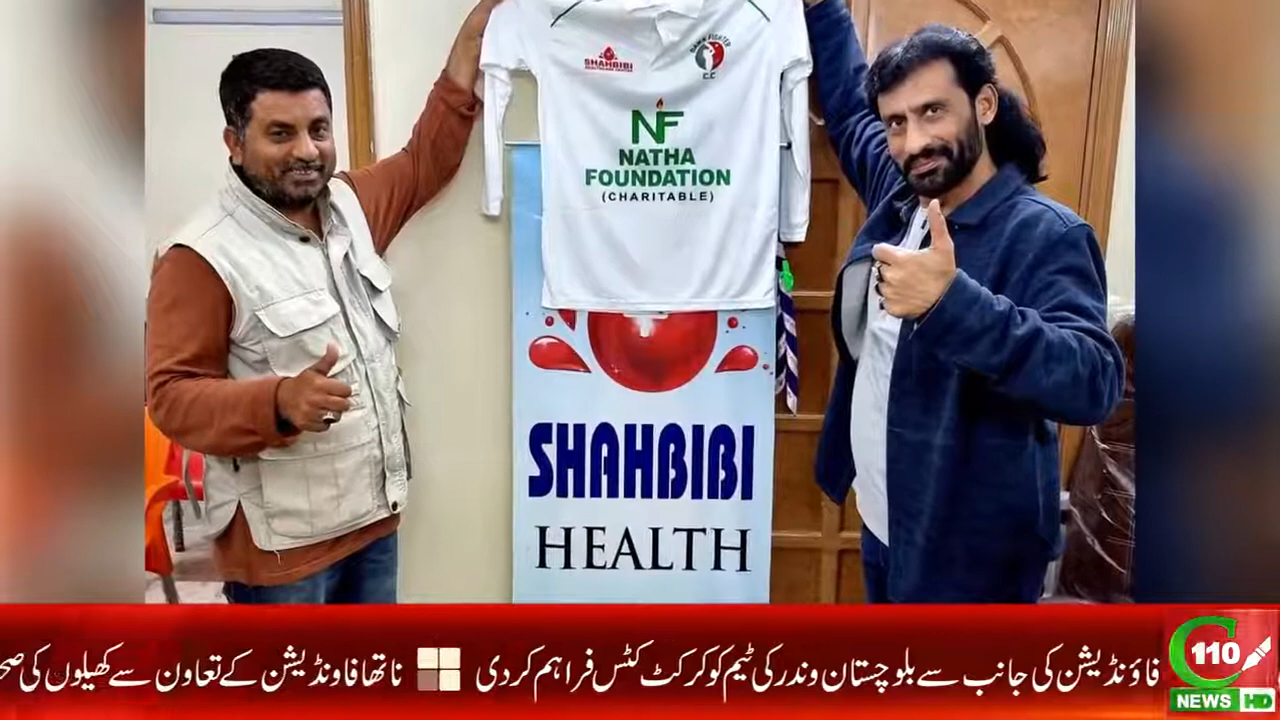 SHAHBIBI
C.C
NF
NATHA
FOUNDATION
(CHARITABLE)
SHAHBIBI
HEALTH
فاؤنڈیشن کی جانب سے بلوچستان وندر کی ٹیم کو کرکٹ کٹس فراہم کردی
ناتھا فاونڈیشن کے تعاون سے کھیلوں کی
110
NEWS HD